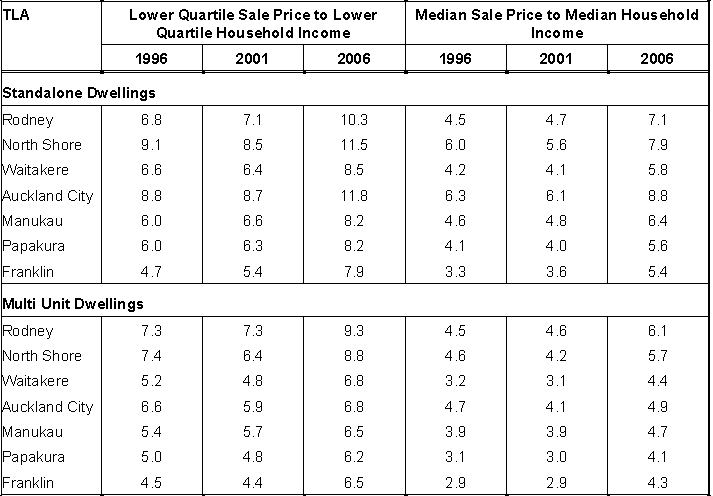 TLA Lower Quartile Sale Price to Lower Quartile Household Income Median Sale Price to Median Household Income
1996 2001 2006 1996 2001 2006
Standalone Dwellings
Rodney 6.8 7.1 10.3 4.5 4.7 7.1
North Shore 9.1 8.5 11.5 6.0 5.6 7.9
Waitakere 6.6 6.4 8.5 4.2 4.1 5.8
Auckland City 8.8 8.7 11.8 6.3 6.1 8.8
Manukau 6.0 6.6 8.2 4.6 4.8 6.4
Papakura 6.0 6.3 8.2 4.1 4.0 5.6
Franklin 4.7 5.4 7.9 3.3 3.6 5.4
Multi Unit Dwellings
Rodney 7.3 7.3 9.3 4.5 4.6 6.1
North Shore 7.4 6.4 8.8 4.6 4.2 5.7
Waitakere 5.2 4.8 6.8 3.2 3.1 4.4
Auckland City 6.6 5.9 6.8 4.7 4.1 4.9
Manukau 5.4 5.7 6.5 3.9 3.9 4.7
Papakura 5.0 4.8 6.2 3.1 3.0 4.1
Franklin 4.5 4.4 6.5 2.9 2.9 4.3